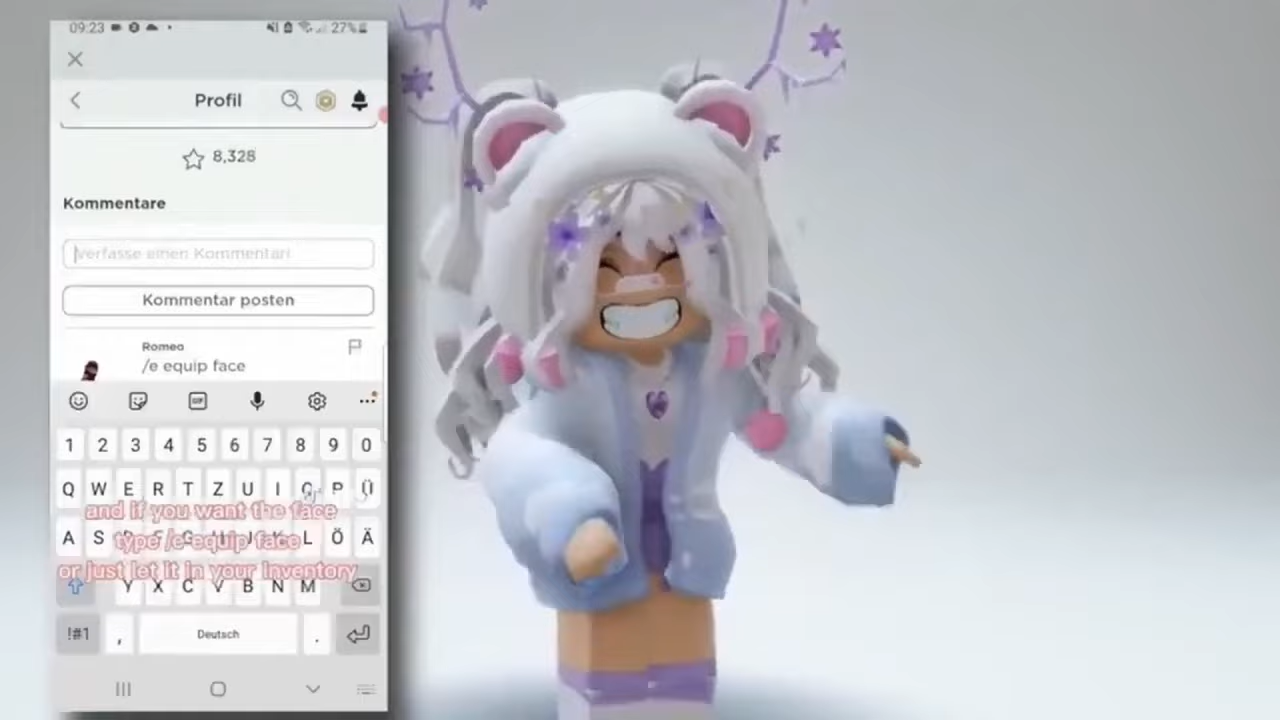 09:23
27%
Profil
8,328
Kommentare
Verfasse einen Kommentar!
Kommentar posten
Romeo
/e equip face
GIF
1 2 3 4 5 6 7 8 9 0
Q W E R T Z U I O P Ü
and if you want the face
A S D F G H J K L Ö Ä
type /e equip face
or just let it in your inventory
Y X C V B N M
!#1 , Deutsch .